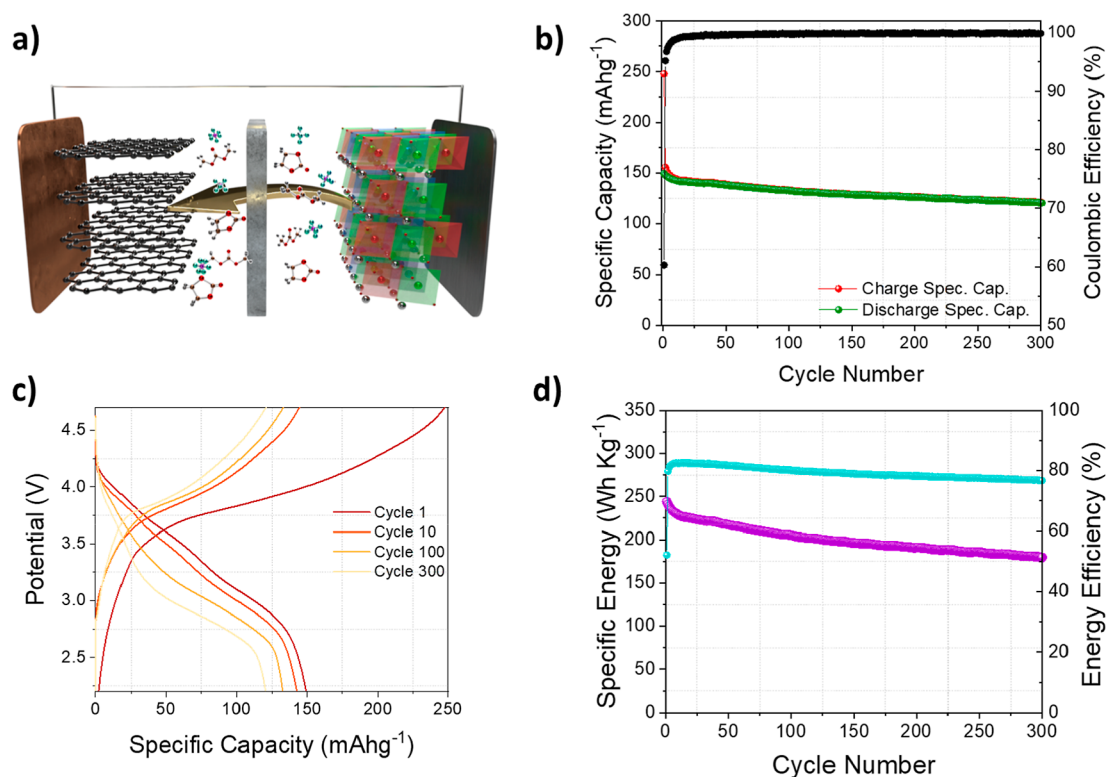 a)
b)
300
250
200
150
100
50
0
Specific Capacity (mAhg⁻¹)
100
90
80
70
60
50
Coulombic Efficiency (%)
Charge Spec. Cap.
Discharge Spec. Cap.
0 50 100 150 200 250 300
Cycle Number
c)
4.5
4.0
3.5
3.0
2.5
Potential (V)
Cycle 1
Cycle 10
Cycle 100
Cycle 300
0 50 100 150 200 250
Specific Capacity (mAhg⁻¹)
d)
350
300
250
200
150
100
50
0
Specific Energy (Wh Kg⁻¹)
100
80
60
40
20
0
Energy Efficiency (%)
0 50 100 150 200 250 300
Cycle Number